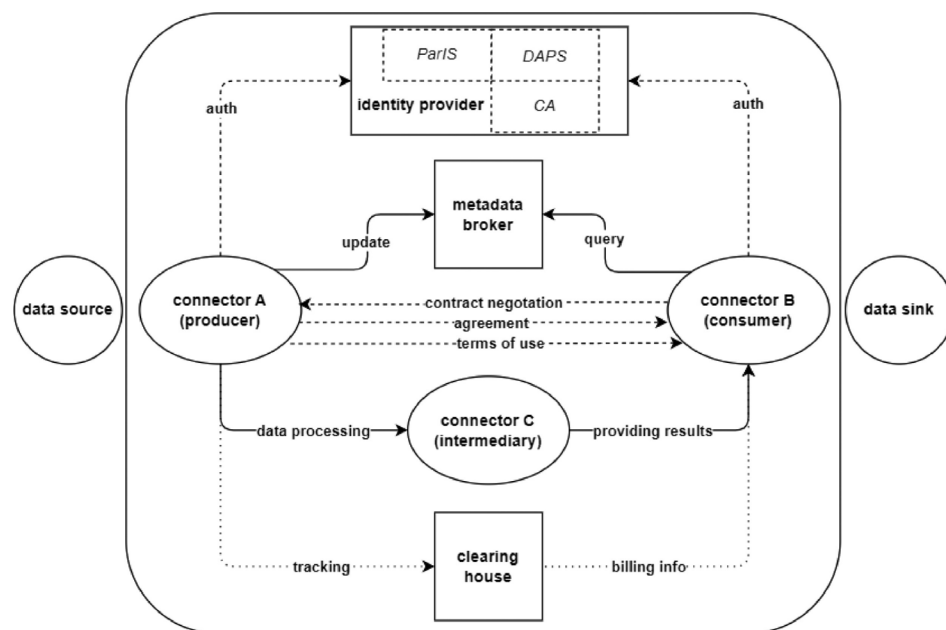 ParIS
DAPS
identity provider
CA
auth
auth
metadata
broker
update
query
data source
connector A
(producer)
contract negotation
agreement
terms of use
connector B
(consumer)
data sink
connector C
(intermediary)
data processing
providing results
tracking
clearing
house
billing info